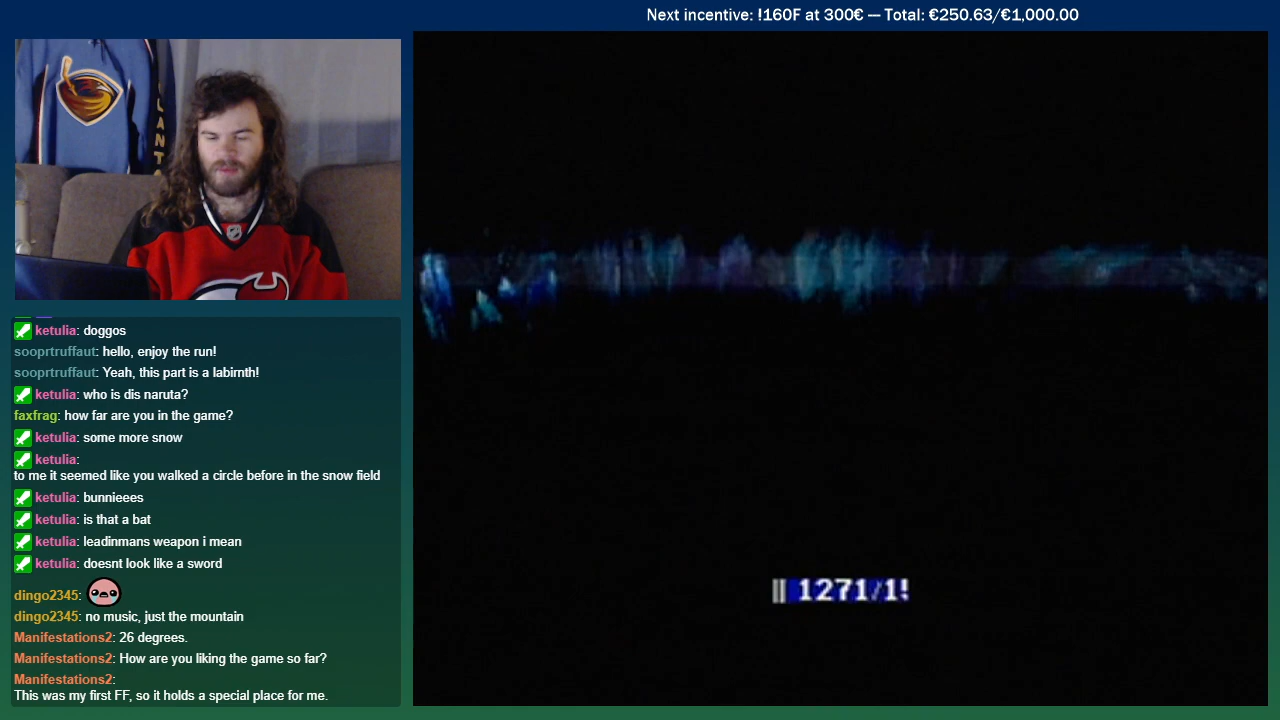 Next incentive: !160F at 300€ — Total: €250.63/€1,000.00
ketulia: doggos
sooprtruffaut: hello, enjoy the run!
sooprtruffaut: Yeah, this part is a labirnth!
ketulia: who is dis naruta?
faxfrag: how far are you in the game?
ketulia: some more snow
ketulia:
to me it seemed like you walked a circle before in the snow field
ketulia: bunnieees
ketulia: is that a bat
ketulia: leadinmans weapon i mean
ketulia: doesnt look like a sword
dingo2345:
dingo2345: no music, just the mountain
Manifestations2: 26 degrees.
Manifestations2: How are you liking the game so far?
Manifestations2:
This was my first FF, so it holds a special place for me.
1271/1!